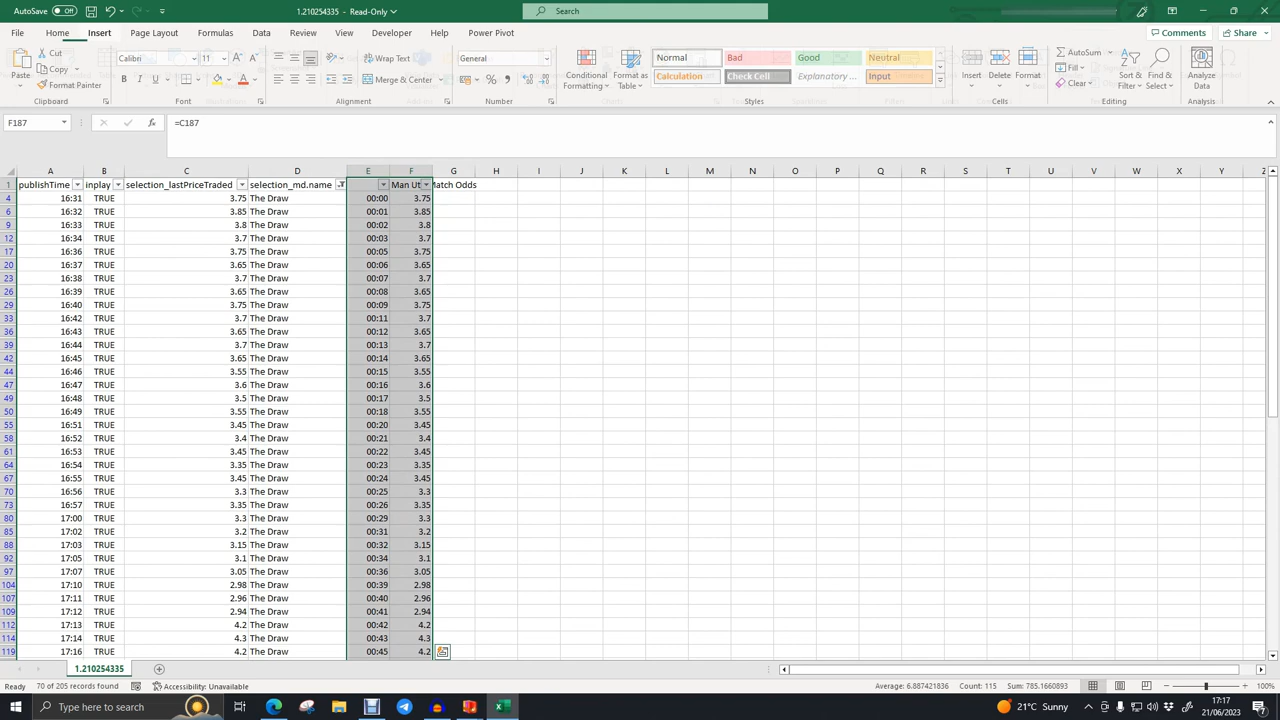 AutoSave Off 1.210254335 - Read-Only Search
File Home Insert Page Layout Formulas Data Review View Developer Help Power Pivot Comments Share
Paste Cut Copy Format Painter Clipboard
Calibri 11 B I U Font
Wrap Text Merge & Center Alignment
General % Number
Conditional Formatting Format as Table Normal Bad Good Neutral Calculation Check Cell Explanatory ... Input Styles
Insert Delete Format Cells
AutoSum Fill Clear Sort & Filter Find & Select Editing
Analyze Data Analysis
F187 fx =C187
A B C D E F G H I J K L M N O P Q R S T U V W X Y Z
1 publishTime inplay selection_lastPriceTraded selection_md.name Man Ut Match Odds
4 16:31 TRUE 3.75 The Draw 00:00 3.75
6 16:32 TRUE 3.85 The Draw 00:01 3.85
9 16:33 TRUE 3.8 The Draw 00:02 3.8
12 16:34 TRUE 3.7 The Draw 00:03 3.7
17 16:36 TRUE 3.75 The Draw 00:05 3.75
20 16:37 TRUE 3.65 The Draw 00:06 3.65
23 16:38 TRUE 3.7 The Draw 00:07 3.7
26 16:39 TRUE 3.65 The Draw 00:08 3.65
29 16:40 TRUE 3.75 The Draw 00:09 3.75
33 16:42 TRUE 3.7 The Draw 00:11 3.7
36 16:43 TRUE 3.65 The Draw 00:12 3.65
39 16:44 TRUE 3.7 The Draw 00:13 3.7
42 16:45 TRUE 3.65 The Draw 00:14 3.65
44 16:46 TRUE 3.55 The Draw 00:15 3.55
47 16:47 TRUE 3.6 The Draw 00:16 3.6
48 16:48 TRUE 3.5 The Draw 00:17 3.5
50 16:49 TRUE 3.55 The Draw 00:18 3.55
55 16:51 TRUE 3.45 The Draw 00:20 3.45
58 16:52 TRUE 3.4 The Draw 00:21 3.4
61 16:53 TRUE 3.45 The Draw 00:22 3.45
64 16:54 TRUE 3.35 The Draw 00:23 3.35
67 16:55 TRUE 3.45 The Draw 00:24 3.45
70 16:56 TRUE 3.3 The Draw 00:25 3.3
73 16:57 TRUE 3.35 The Draw 00:26 3.35
80 17:00 TRUE 3.3 The Draw 00:29 3.3
85 17:02 TRUE 3.2 The Draw 00:31 3.2
88 17:03 TRUE 3.15 The Draw 00:32 3.15
92 17:05 TRUE 3.1 The Draw 00:34 3.1
97 17:07 TRUE 3.05 The Draw 00:36 3.05
104 17:10 TRUE 2.98 The Draw 00:39 2.98
107 17:11 TRUE 2.96 The Draw 00:40 2.96
109 17:12 TRUE 2.94 The Draw 00:41 2.94
112 17:13 TRUE 4.2 The Draw 00:42 4.2
114 17:14 TRUE 4.3 The Draw 00:43 4.3
119 17:16 TRUE 4.2 The Draw 00:45 4.2
1.210254335
Ready 70 of 205 records found Accessibility: Unavailable Average: 6.887421836 Count: 115 Sum: 785.1660893 100%
Type here to search 21°C Sunny 17:17
21/06/2023